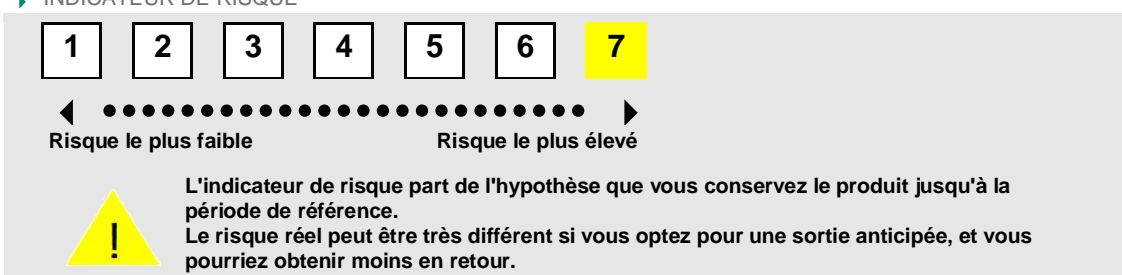 INDICATEUR DE RISQUE
1 2 3 4 5 6 7
Risque le plus faible Risque le plus élevé
L'indicateur de risque part de l'hypothèse que vous conservez le produit jusqu'à la
période de référence.
Le risque réel peut être très différent si vous optez pour une sortie anticipée, et vous
pourriez obtenir moins en retour.
!